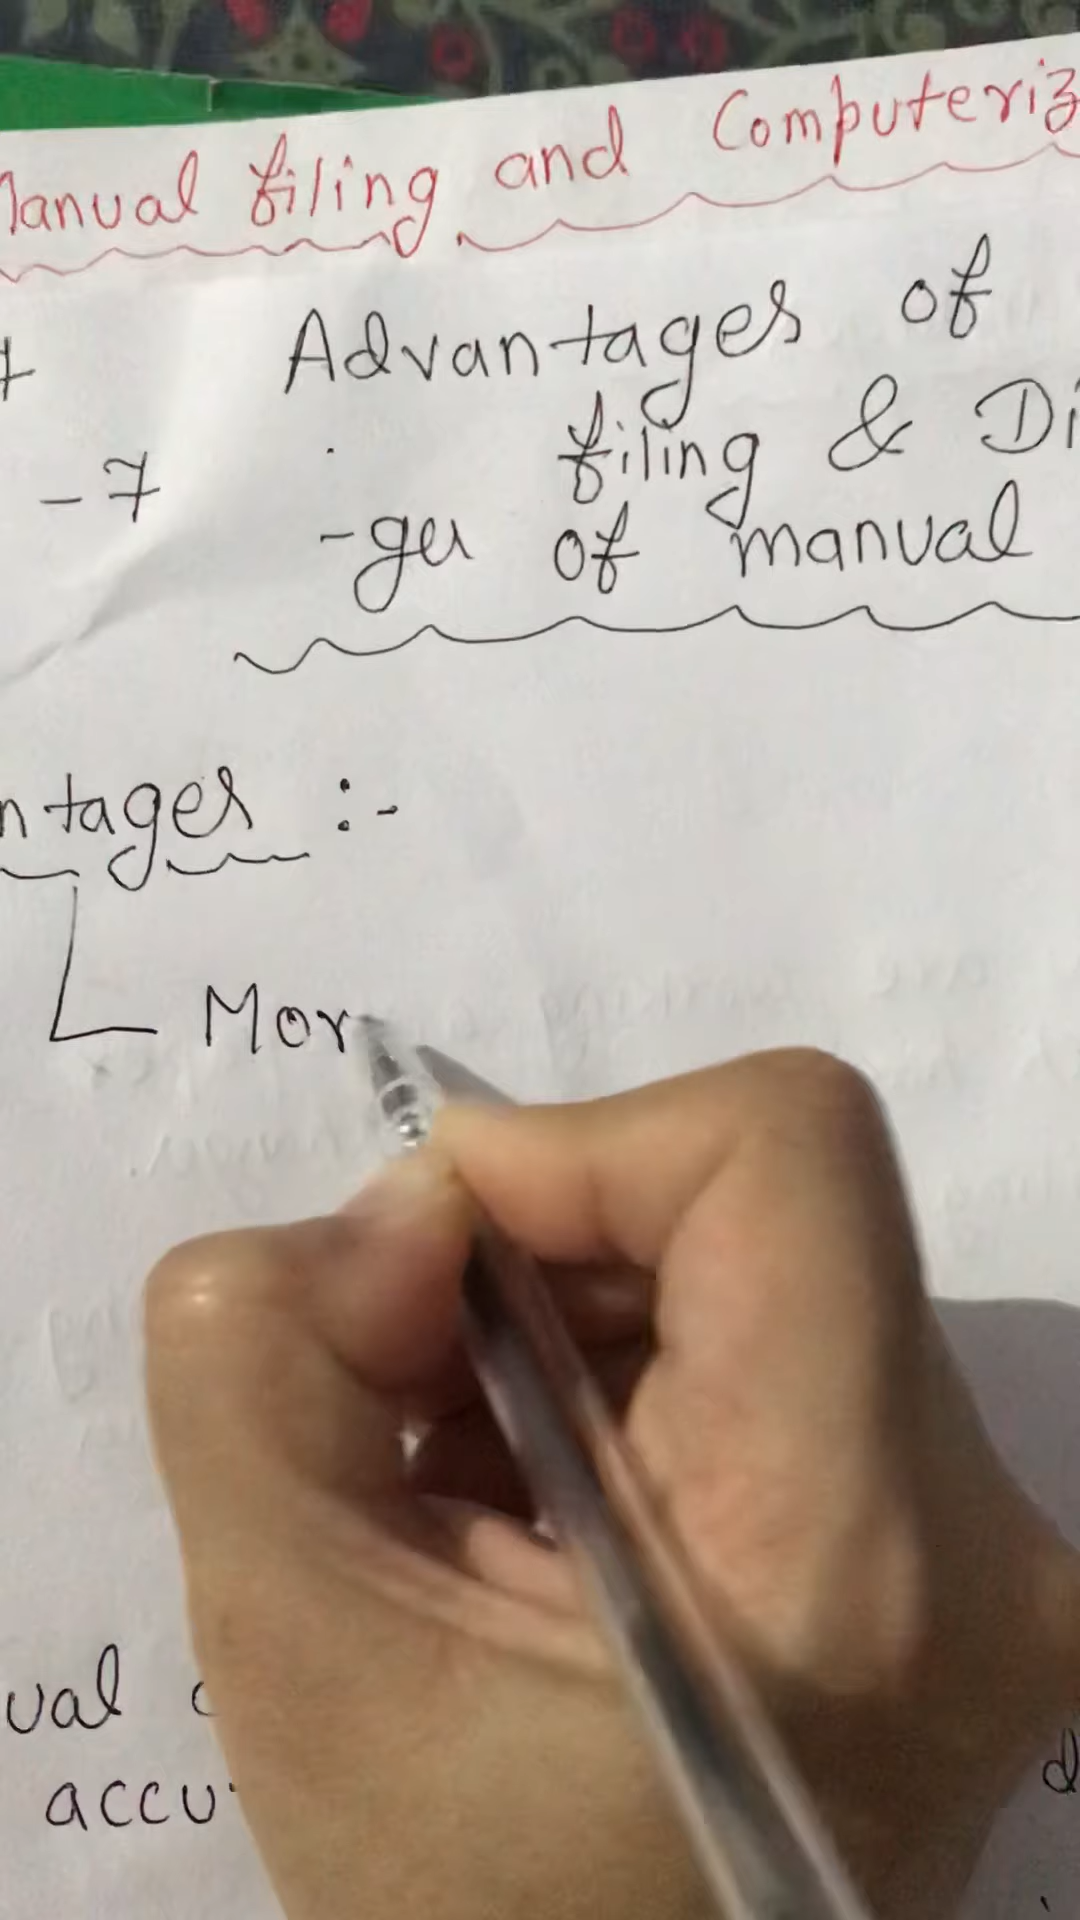 Manual filing and Computeriz
Advantages of
-7 filing & Di
-ges of manual
ntages :-
Mor
ual
accu